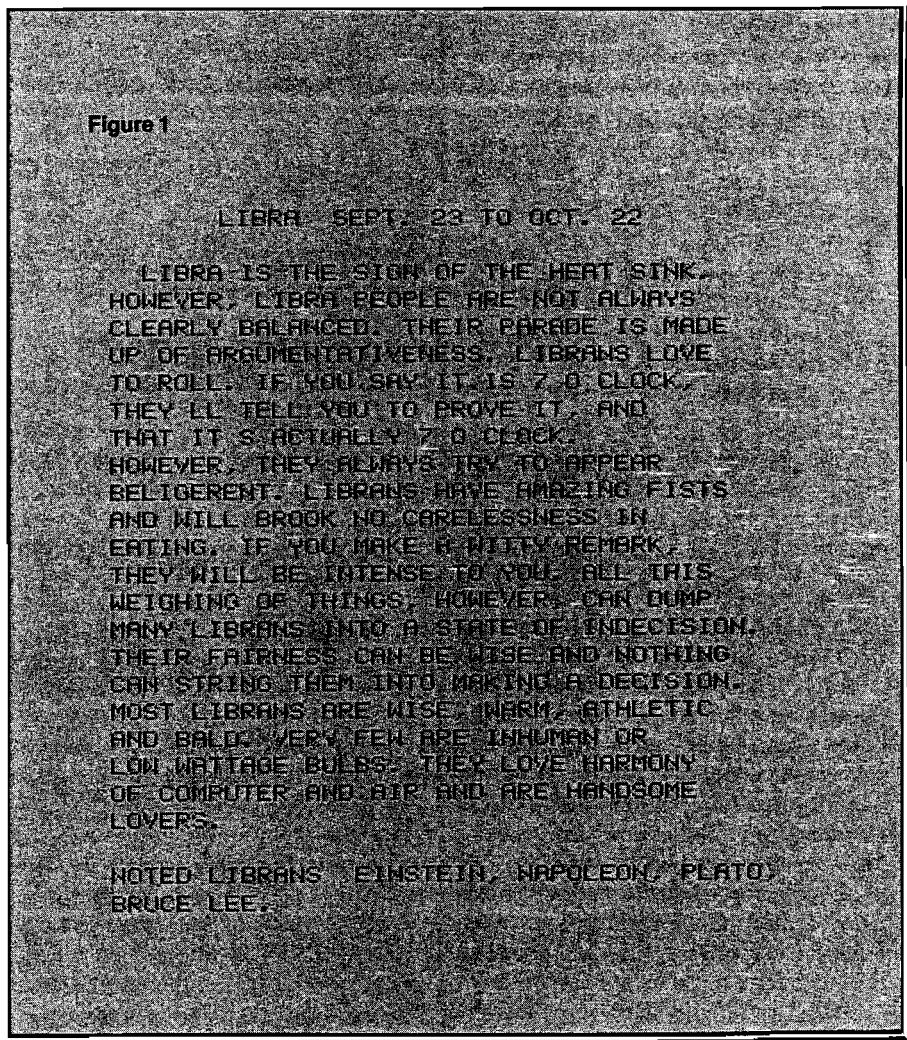 Figure 1
LIBRA SEPT. 23 TO OCT. 22
LIBRA IS THE SIGN OF THE HEAT SINK.
HOWEVER, LIBRA PEOPLE ARE NOT ALWAYS
CLEARLY BALANCED. THEIR PARADE IS MADE
UP OF ARGUMENTATIVENESS. LIBRANS LOVE
TO ROLL. IF YOU SAY IT IS 7 O CLOCK,
THEY LL TELL YOU TO PROVE IT, AND
THAT IT S ACTUALLY 7 O CLOCK.
HOWEVER, THEY ALWAYS TRY TO APPEAR
BELIGERENT. LIBRANS HAVE AMAZING FISTS
AND WILL BROOK NO CARELESSNESS IN
EATING. IF YOU MAKE A WITTY REMARK,
THEY WILL BE INTENSE TO YOU. ALL THIS
WEIGHING OF THINGS, HOWEVER, CAN DUMP
MANY LIBRANS INTO A STATE OF INDECISION.
THEIR FAIRNESS CAN BE WISE AND NOTHING
CAN STRING THEM INTO MAKING A DECISION.
MOST LIBRANS ARE WISE, WARM, ATHLETIC
AND BALD. VERY FEW ARE INHUMAN OR
LOW WATTAGE BULBS. THEY LOVE HARMONY
OF COMPUTER AND AIR AND ARE HANDSOME
LOVERS.
NOTED LIBRANS EINSTEIN, NAPOLEON, PLATO,
BRUCE LEE.